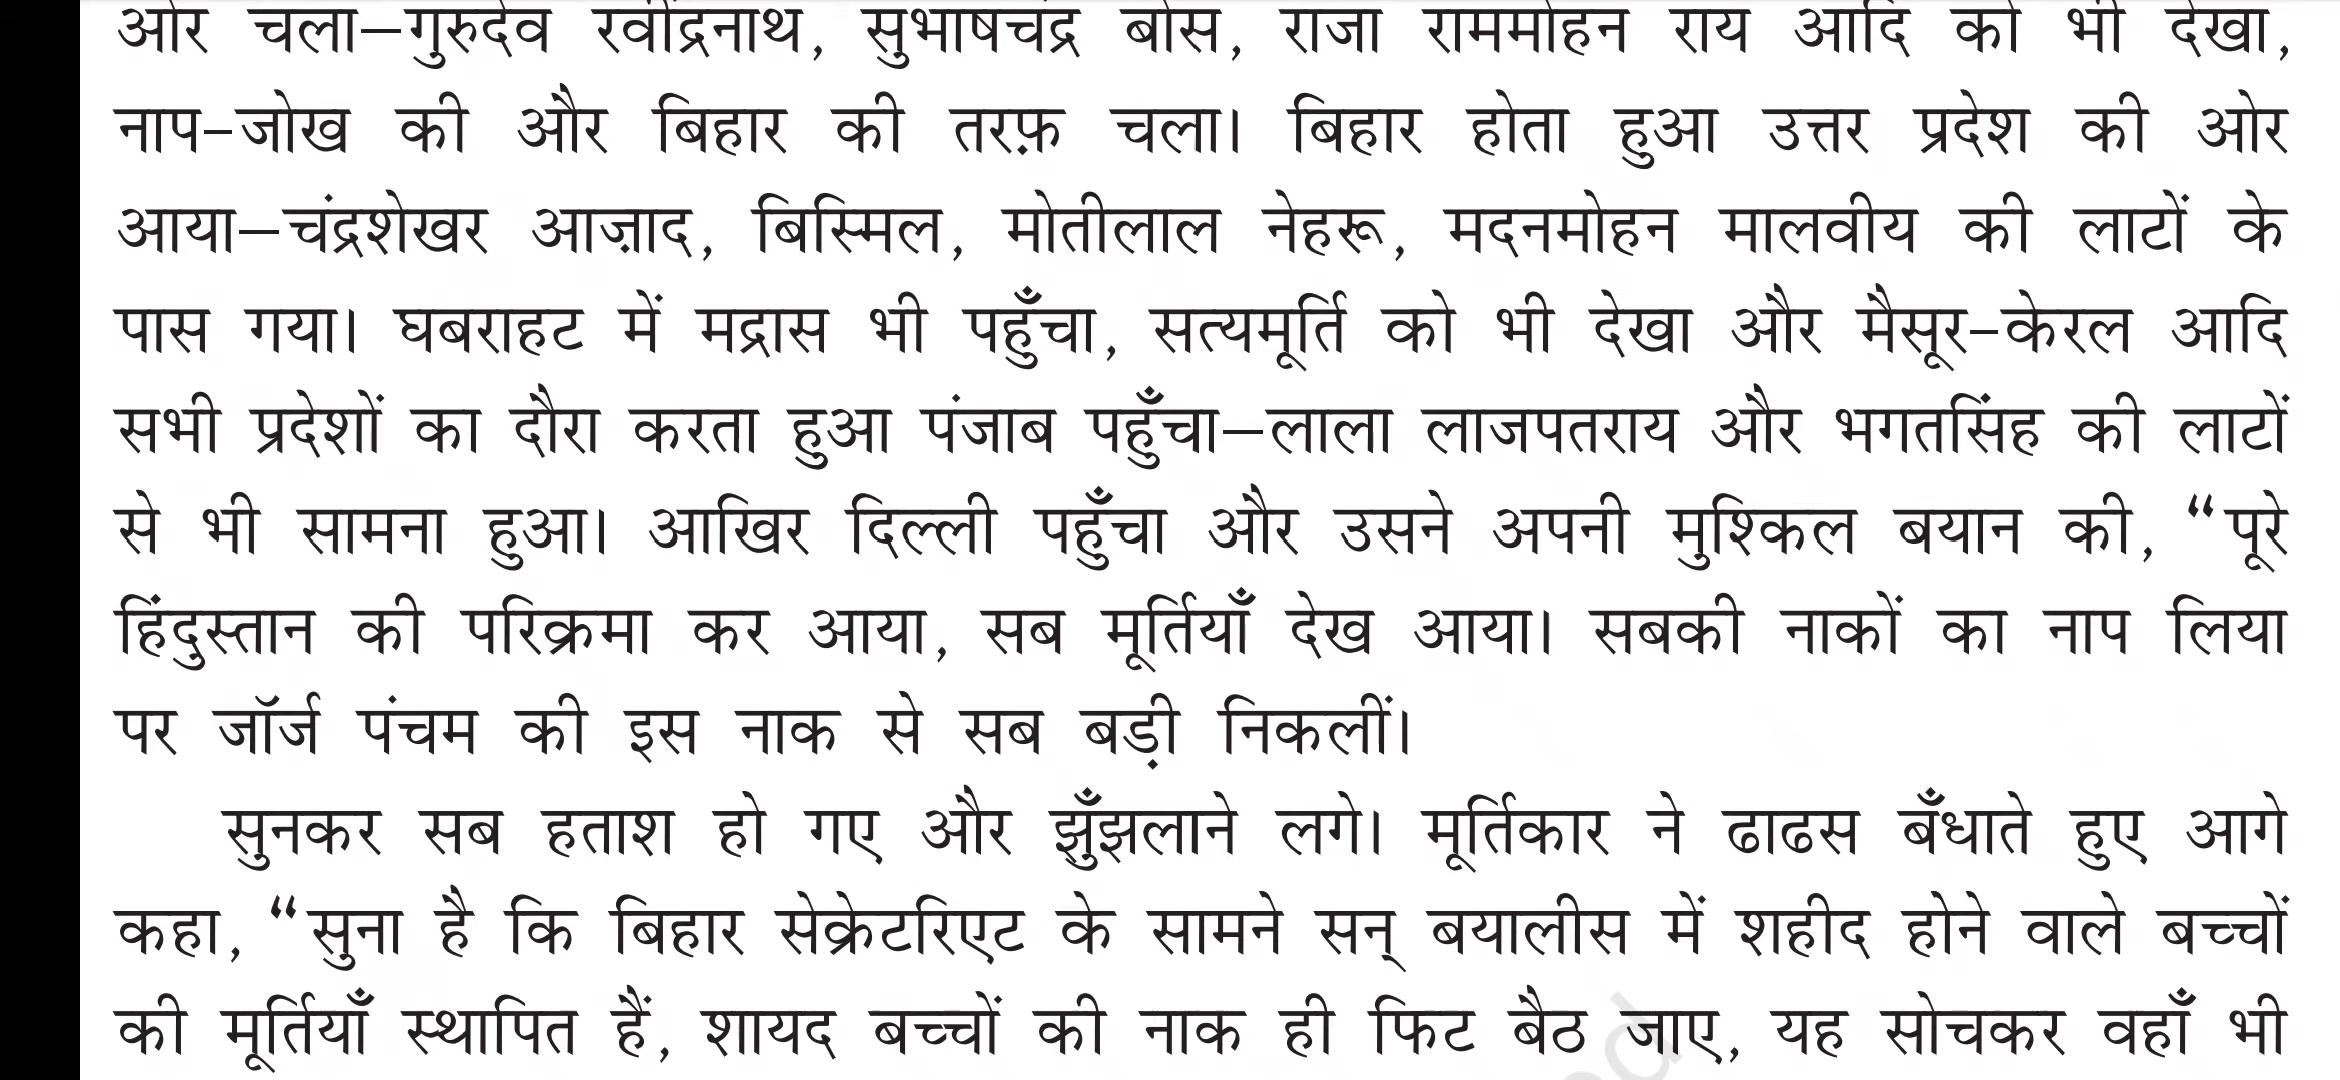 ओर चला–गुरुदेव रवींद्रनाथ, सुभाषचंद्र बोस, राजा राममोहन राय आदि को भी देखा,
नाप-जोख की और बिहार की तरफ़ चला। बिहार होता हुआ उत्तर प्रदेश की ओर
आया–चंद्रशेखर आज़ाद, बिस्मिल, मोतीलाल नेहरू, मदनमोहन मालवीय की लाटों के
पास गया। घबराहट में मद्रास भी पहुँचा, सत्यमूर्ति को भी देखा और मैसूर-केरल आदि
सभी प्रदेशों का दौरा करता हुआ पंजाब पहुँचा–लाला लाजपतराय और भगतसिंह की लाटों
से भी सामना हुआ। आखिर दिल्ली पहुँचा और उसने अपनी मुश्किल बयान की, “पूरे
हिंदुस्तान की परिक्रमा कर आया, सब मूर्तियाँ देख आया। सबकी नाकों का नाप लिया
पर जॉर्ज पंचम की इस नाक से सब बड़ी निकलीं।
सुनकर सब हताश हो गए और झुँझलाने लगे। मूर्तिकार ने ढाढस बँधाते हुए आगे
कहा, “सुना है कि बिहार सेक्रेटरिएट के सामने सन् बयालीस में शहीद होने वाले बच्चों
की मूर्तियाँ स्थापित हैं, शायद बच्चों की नाक ही फिट बैठ जाए, यह सोचकर वहाँ भी